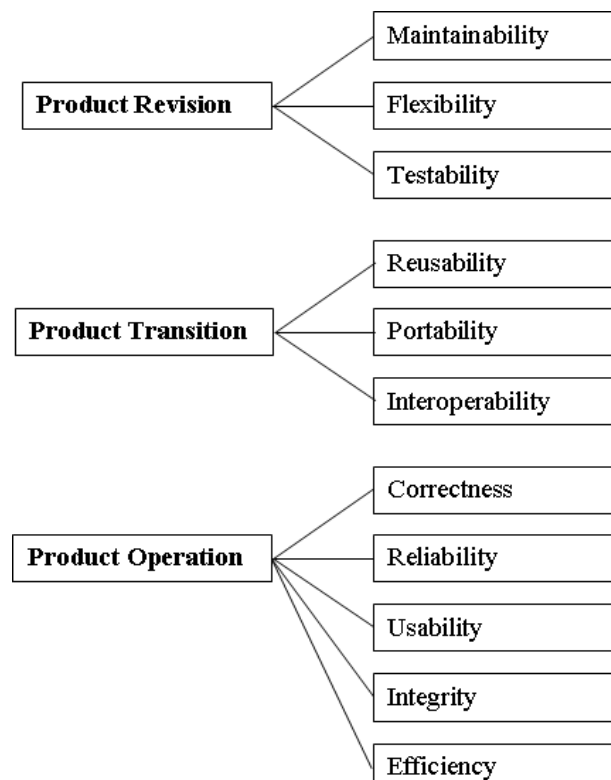 Product Revision
Maintainability
Flexibility
Testability
Product Transition
Reusability
Portability
Interoperability
Product Operation
Correctness
Reliability
Usability
Integrity
Efficiency